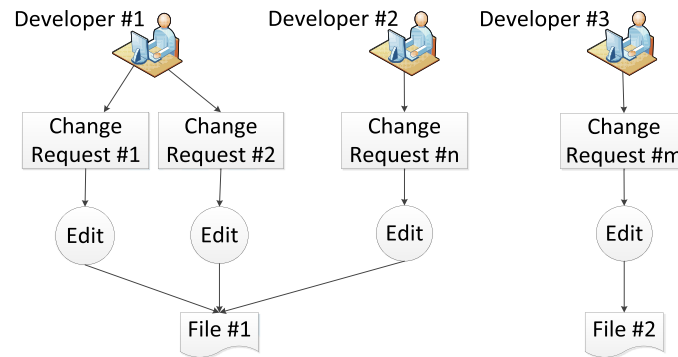 Developer #1
Developer #2
Developer #3
Change
Request #1
Change
Request #2
Change
Request #n
Change
Request #m
Edit
Edit
Edit
Edit
File #1
File #2